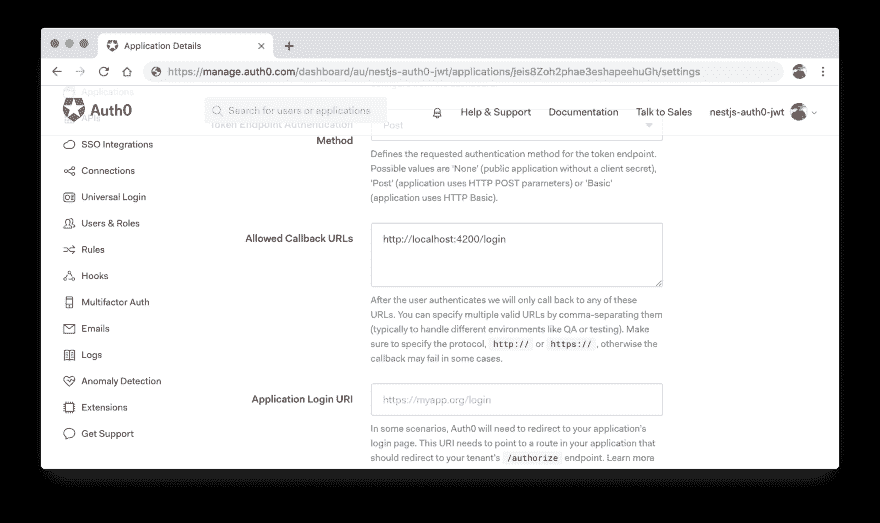 Application Details
https://manage.auth0.com/dashboard/au/nestjs-auth0-jwt/applications/jeis8Zoh2phae3eshapeehuGh/settings
Applications
Auth0
Search for users or applications
Help & Support
Documentation
Talk to Sales
nestjs-auth0-jwt
APIs
Token Endpoint Authentication
Method
Post
Defines the requested authentication method for the token endpoint.
Possible values are 'None' (public application without a client secret),
'Post' (application uses HTTP POST parameters) or 'Basic'
(application uses HTTP Basic).
SSO Integrations
Connections
Universal Login
Users & Roles
Rules
Hooks
Multifactor Auth
Emails
Logs
Anomaly Detection
Extensions
Get Support
Allowed Callback URLs
http://localhost:4200/login
After the user authenticates we will only call back to any of these
URLs. You can specify multiple valid URLs by comma-separating them
(typically to handle different environments like QA or testing). Make
sure to specify the protocol, http:// or https:// , otherwise the
callback may fail in some cases.
Application Login URI
https://myapp.org/login
In some scenarios, Auth0 will need to redirect to your application's
login page. This URI needs to point to a route in your application that
should redirect to your tenant's /authorize endpoint. Learn more